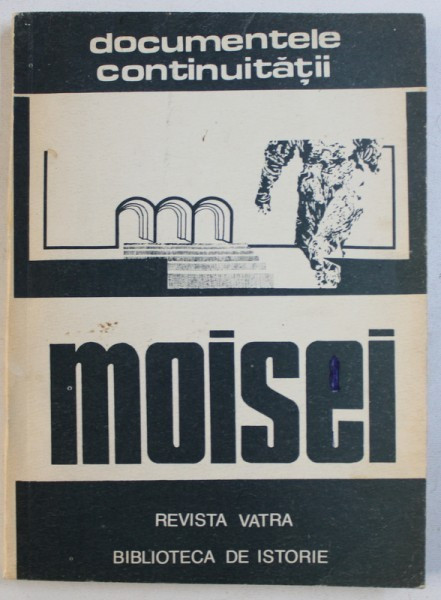 documentele
continuității
moisei
REVISTA VATRA
BIBLIOTECA DE ISTORIE